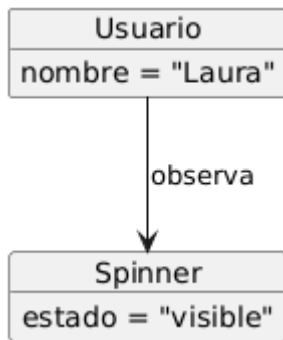 Usuario
nombre = "Laura"
observa
Spinner
estado = "visible"